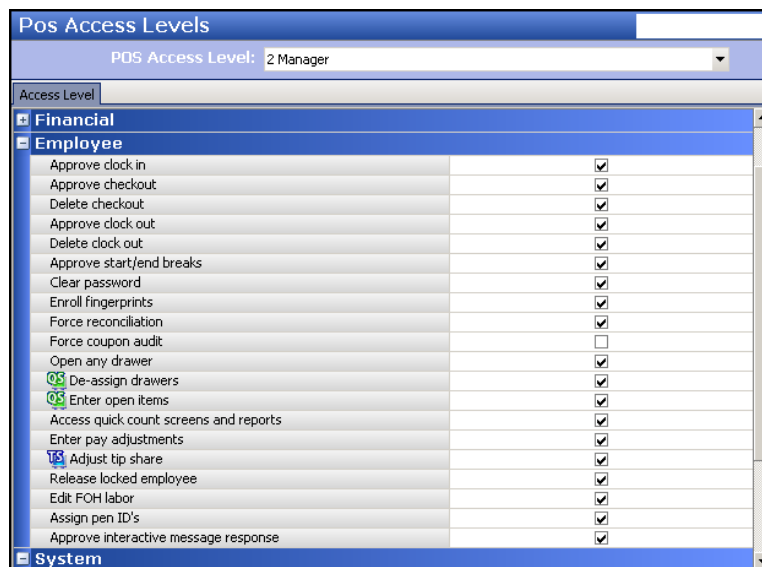 Pos Access Levels
POS Access Level: 2 Manager
Access Level
Financial
Employee
Approve clock in
Approve checkout
Delete checkout
Approve clock out
Delete clock out
Approve start/end breaks
Clear password
Enroll fingerprints
Force reconciliation
Force coupon audit
Open any drawer
QS De-assign drawers
QS Enter open items
Access quick count screens and reports
Enter pay adjustments
TS Adjust tip share
Release locked employee
Edit FOH labor
Assign pen ID's
Approve interactive message response
System